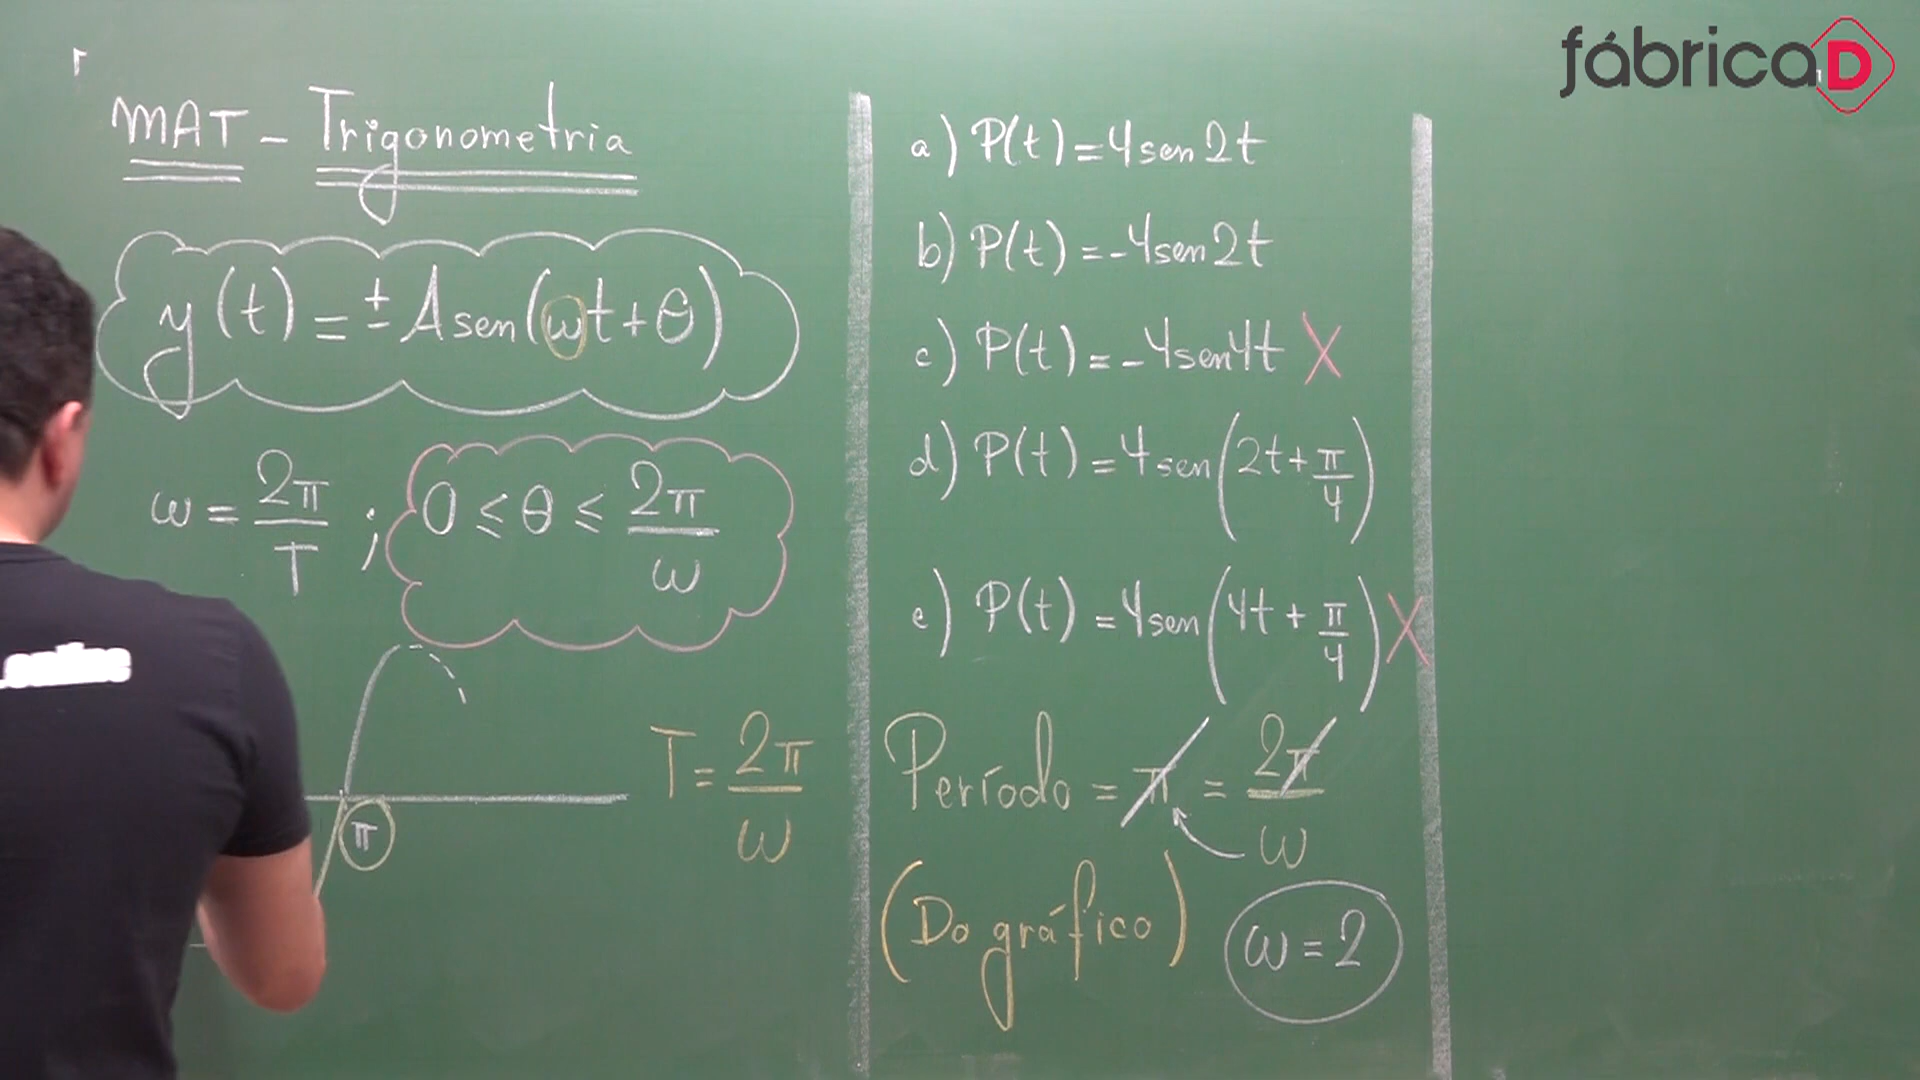 fábricaD
MAT - Trigonometria
y(t) = ± A sen(ωt + θ)
ω = 2π/T ; 0 ≤ θ ≤ 2π/ω
π
T = 2π/ω
a) P(t) = 4 sen 2t
b) P(t) = -4 sen 2t
c) P(t) = -4 sen 4t X
d) P(t) = 4 sen(2t + π/4)
e) P(t) = 4 sen(4t + π/4) X
Período = π = 2π/ω
(Do gráfico) ω = 2